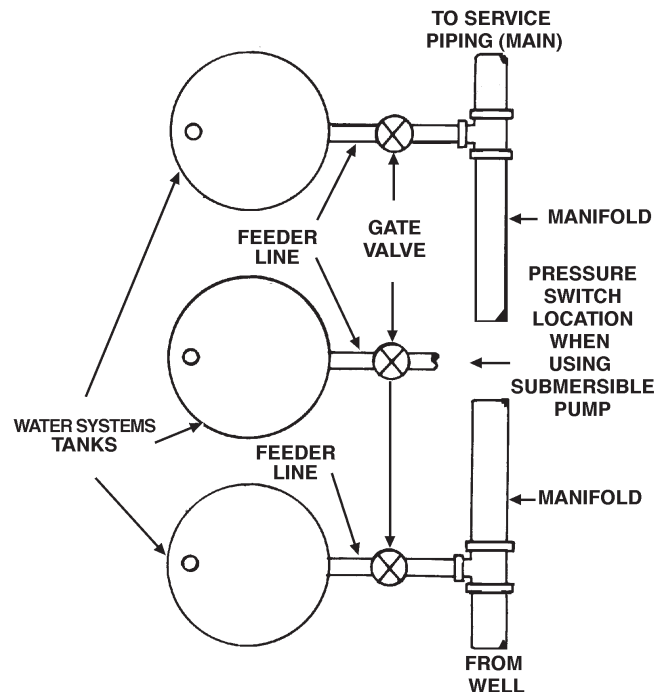 TO SERVICE
PIPING (MAIN)
MANIFOLD
FEEDER
LINE
GATE
VALVE
PRESSURE
SWITCH
LOCATION
WHEN
USING
SUBMERSIBLE
PUMP
WATER SYSTEMS
TANKS
FEEDER
LINE
MANIFOLD
FROM
WELL